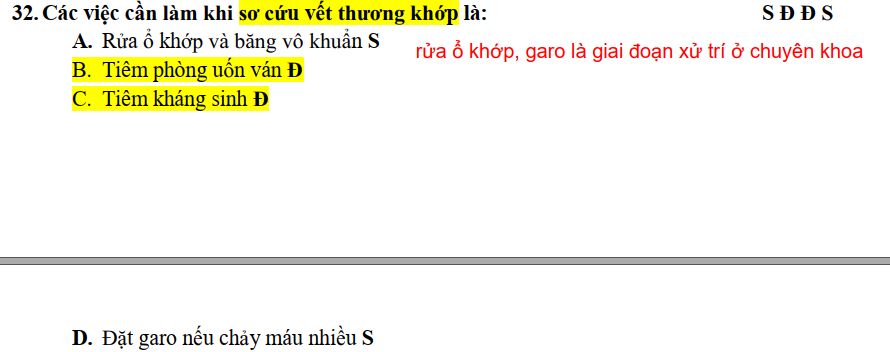 32. Các việc cần làm khi sơ cứu vết thương khớp là: S Đ Đ S
A. Rửa ổ khớp và băng vô khuẩn S
rửa ổ khớp, garo là giai đoạn xử trí ở chuyên khoa
B. Tiêm phòng uốn ván Đ
C. Tiêm kháng sinh Đ
D. Đặt garo nếu chảy máu nhiều S